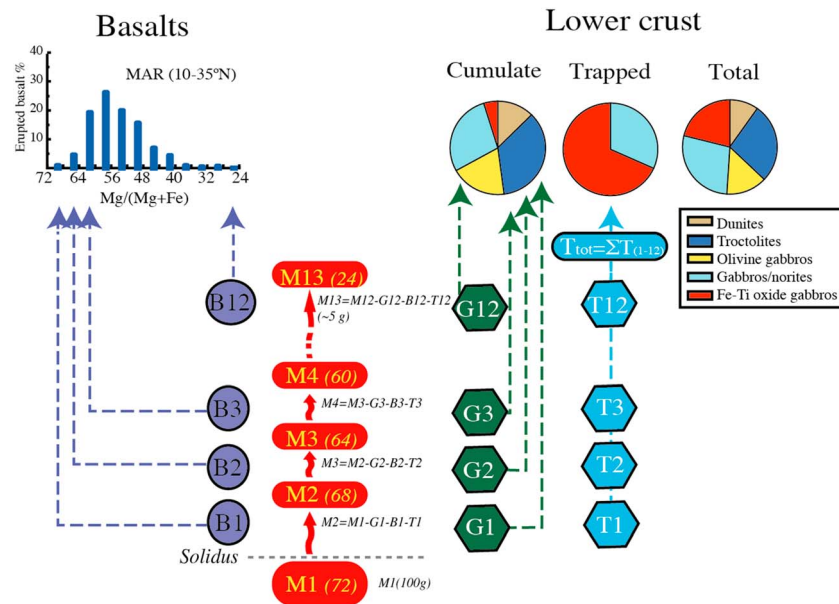 Basalts
Lower crust
Cumulate
Trapped
Total
MAR (10-35ºN)
Erupted basalt %
40
30
20
10
72 64 56 48 40 32 24
Mg/(Mg+Fe)
Dunites
Troctolites
Olivine gabbros
Gabbros/norites
Fe-Ti oxide gabbros
Ttot=ΣT(1-12)
M13 (24)
M13=M12-G12-B12-T12
(~5 g)
B12
G12
T12
M4 (60)
M4=M3-G3-B3-T3
B3
G3
T3
M3 (64)
M3=M2-G2-B2-T2
B2
G2
T2
M2 (68)
M2=M1-G1-B1-T1
B1
G1
T1
Solidus
M1 (72)
M1(100g)